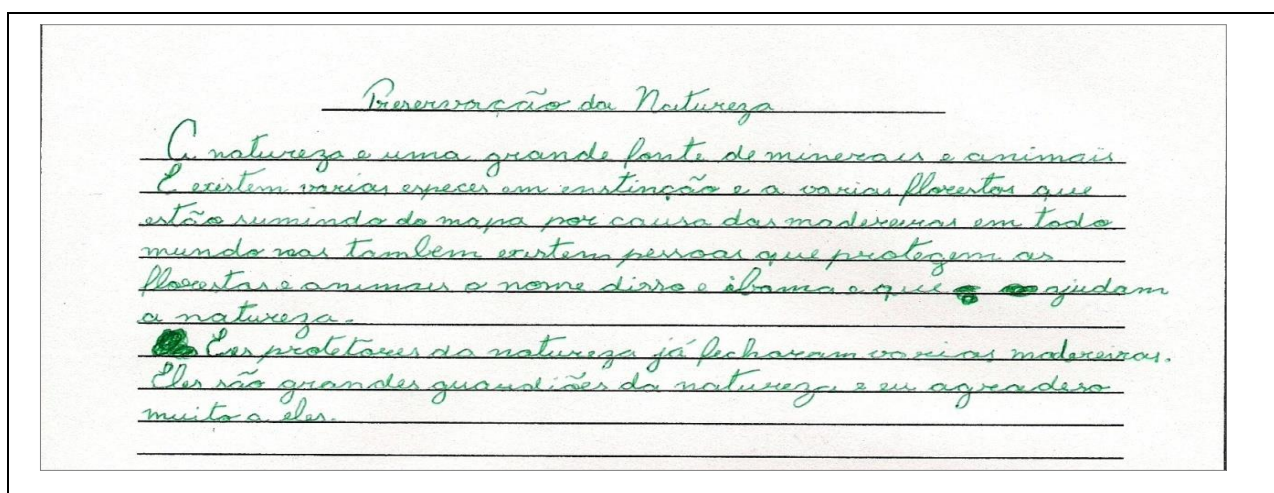 Preservação da Natureza
A natureza e uma grande fonte de minerais e animais
E existem varias especes em enstinção e a varias florestas que
estão sumindo do mapa por causa das madereiras em todo
mundo mas tambem existem pessoas que protegem as
florestas e animais o nome disso e ibama e que ajudam
a natureza.
Ees protetores da natureza já fecharam varias madereiras.
Eles são grandes guardiões da natureza e eu agradeso
muito a eles.